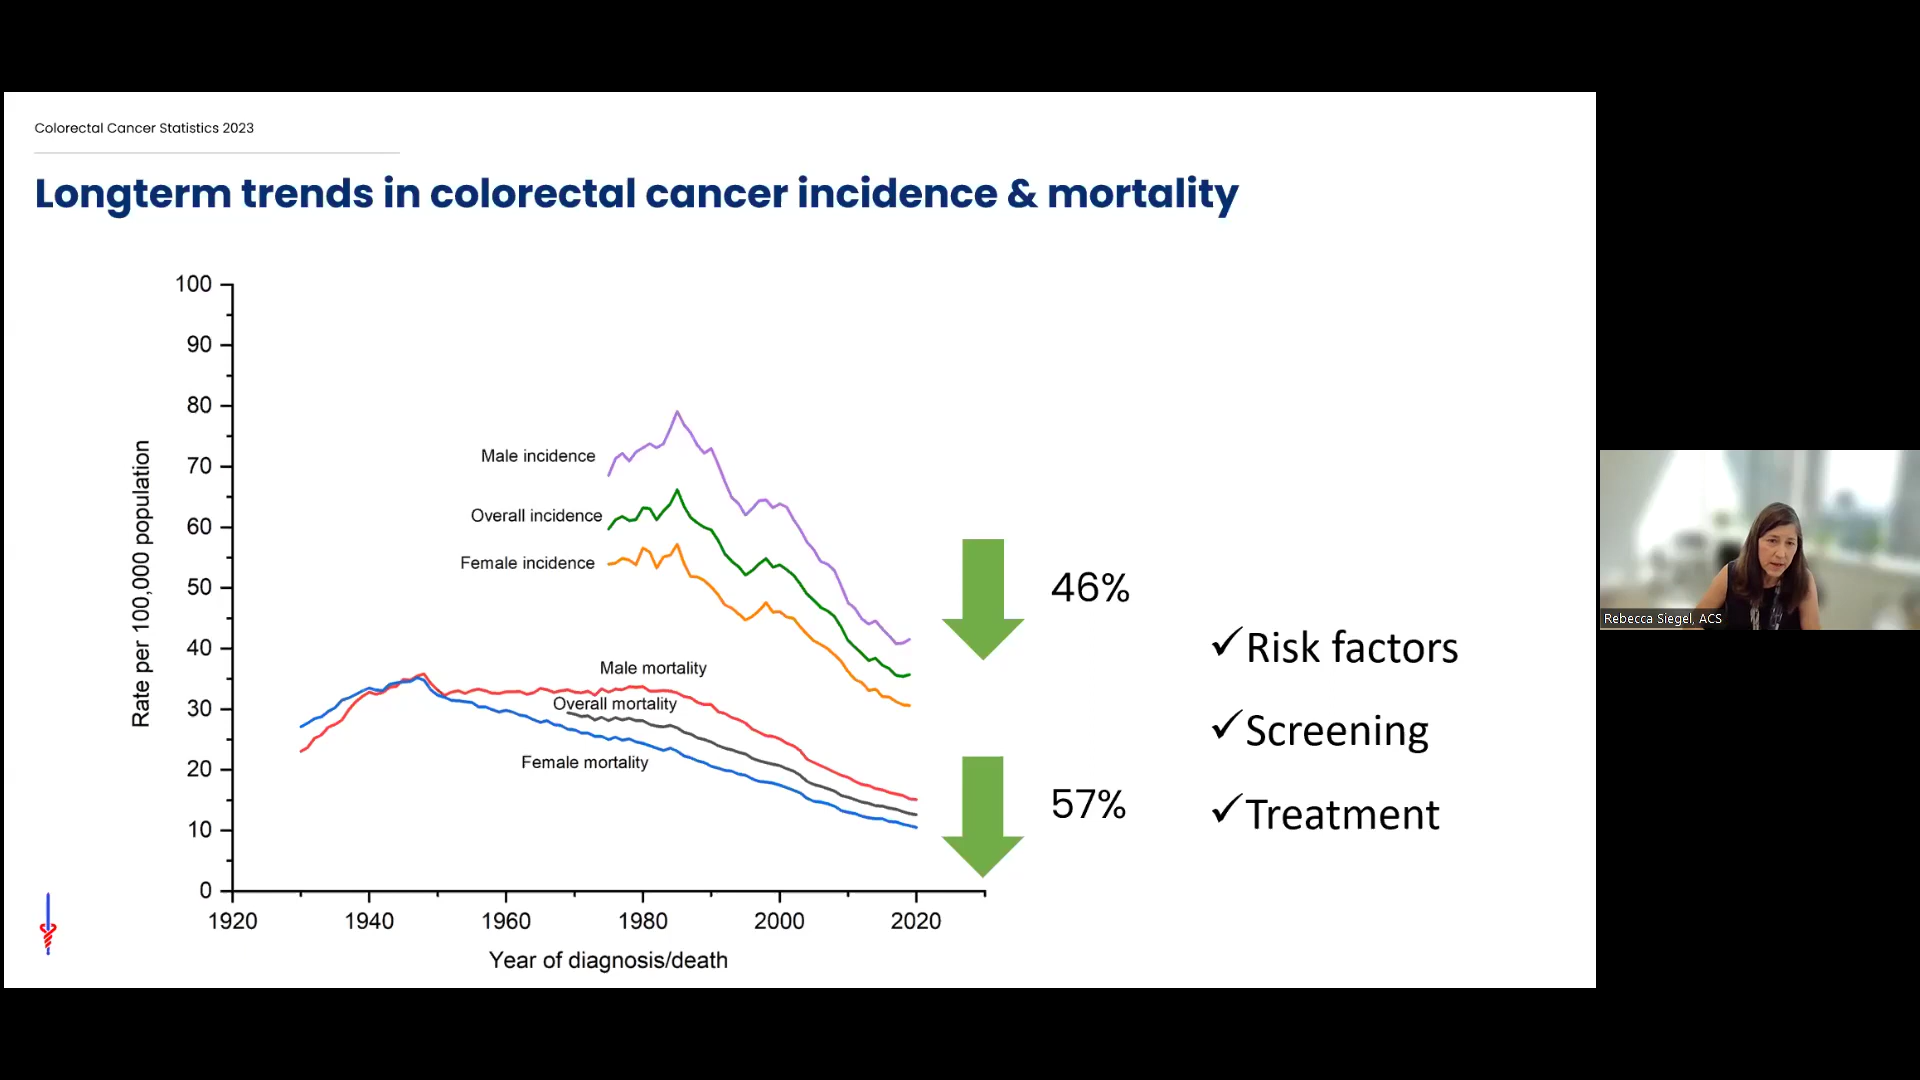 Colorectal Cancer Statistics 2023
Longterm trends in colorectal cancer incidence & mortality
Rate per 100,000 population
100
90
80
70
60
50
40
30
20
10
0
Male incidence
Overall incidence
Female incidence
Male mortality
Overall mortality
Female mortality
1920 1940 1960 1980 2000 2020
Year of diagnosis/death
46%
57%
✓Risk factors
✓Screening
✓Treatment
Rebecca Siegel, ACS